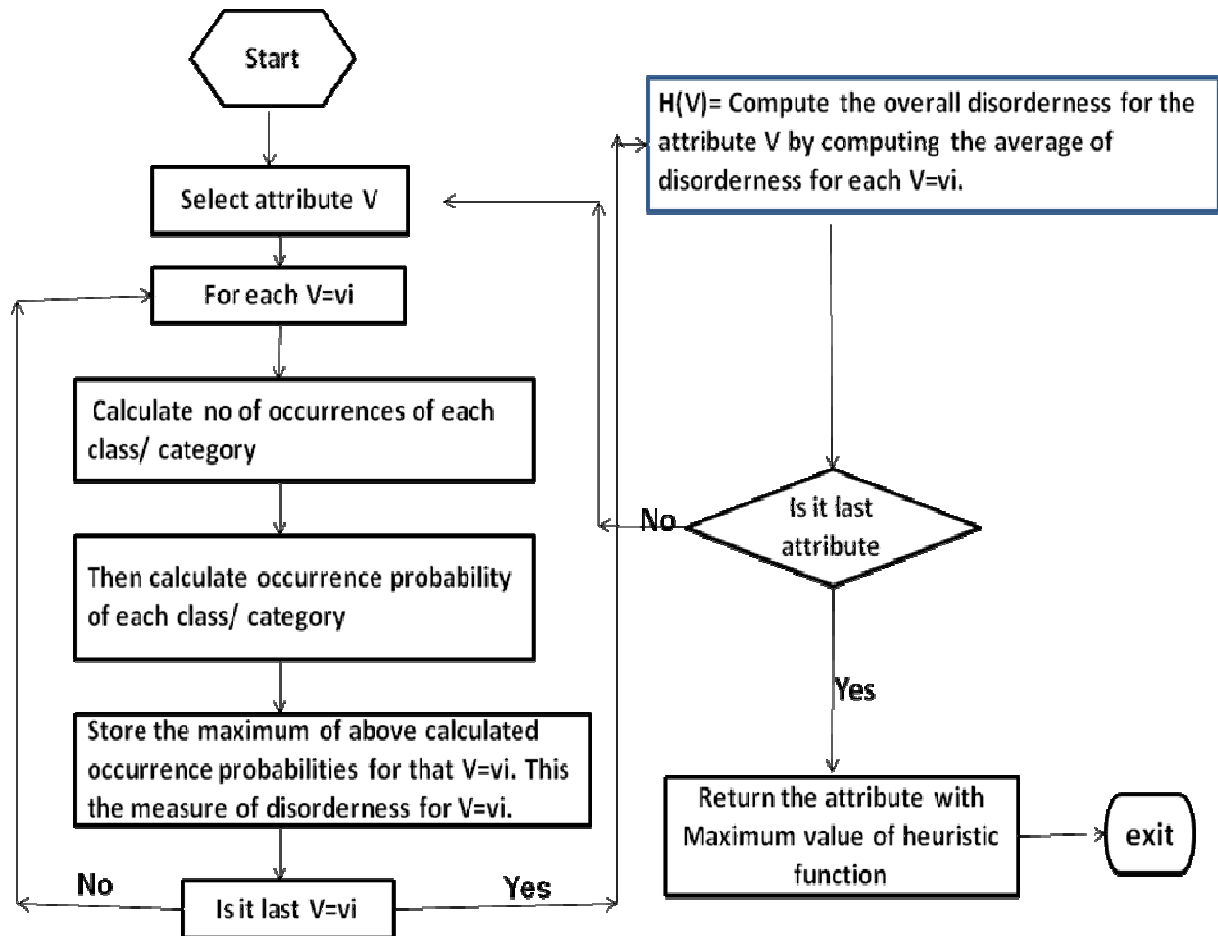 Start
Select attribute V
For each V=vi
Calculate no of occurrences of each
class/ category
Then calculate occurrence probability
of each class/ category
Store the maximum of above calculated
occurrence probabilities for that V=vi. This
the measure of disorderness for V=vi.
No
Is it last V=vi
Yes
H(V)= Compute the overall disorderness for the
attribute V by computing the average of
disorderness for each V=vi.
No
Is it last
attribute
Yes
Return the attribute with
Maximum value of heuristic
function
exit